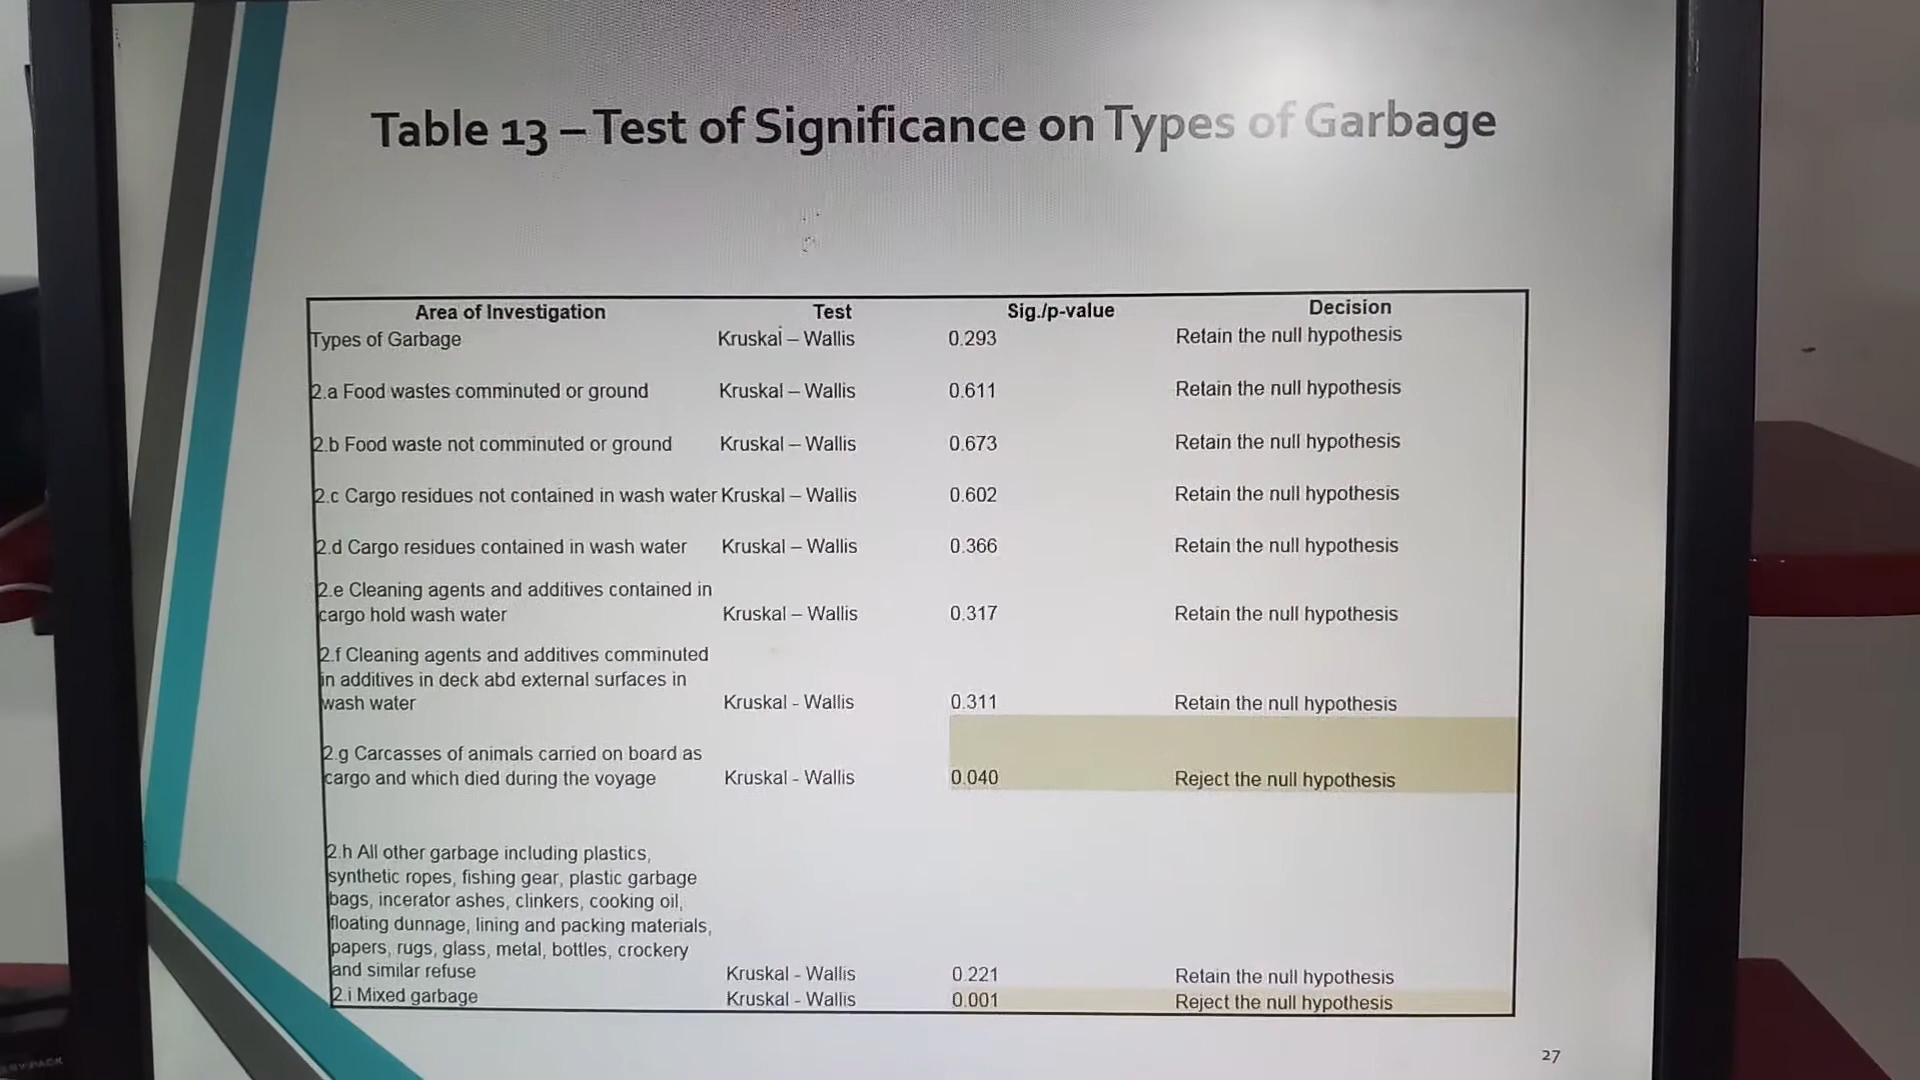 Table 13 – Test of Significance on Types of Garbage
Area of Investigation Test Sig./p-value Decision
Types of Garbage Kruskal – Wallis 0.293 Retain the null hypothesis
2.a Food wastes comminuted or ground Kruskal – Wallis 0.611 Retain the null hypothesis
2.b Food waste not comminuted or ground Kruskal – Wallis 0.673 Retain the null hypothesis
2.c Cargo residues not contained in wash water Kruskal – Wallis 0.602 Retain the null hypothesis
2.d Cargo residues contained in wash water Kruskal – Wallis 0.366 Retain the null hypothesis
2.e Cleaning agents and additives contained in
cargo hold wash water Kruskal – Wallis 0.317 Retain the null hypothesis
2.f Cleaning agents and additives comminuted
in additives in deck abd external surfaces in
wash water Kruskal - Wallis 0.311 Retain the null hypothesis
2.g Carcasses of animals carried on board as
cargo and which died during the voyage Kruskal - Wallis 0.040 Reject the null hypothesis
2.h All other garbage including plastics,
synthetic ropes, fishing gear, plastic garbage
bags, incerator ashes, clinkers, cooking oil,
floating dunnage, lining and packing materials,
papers, rugs, glass, metal, bottles, crockery
and similar refuse Kruskal - Wallis 0.221 Retain the null hypothesis
2.i Mixed garbage Kruskal - Wallis 0.001 Reject the null hypothesis
27